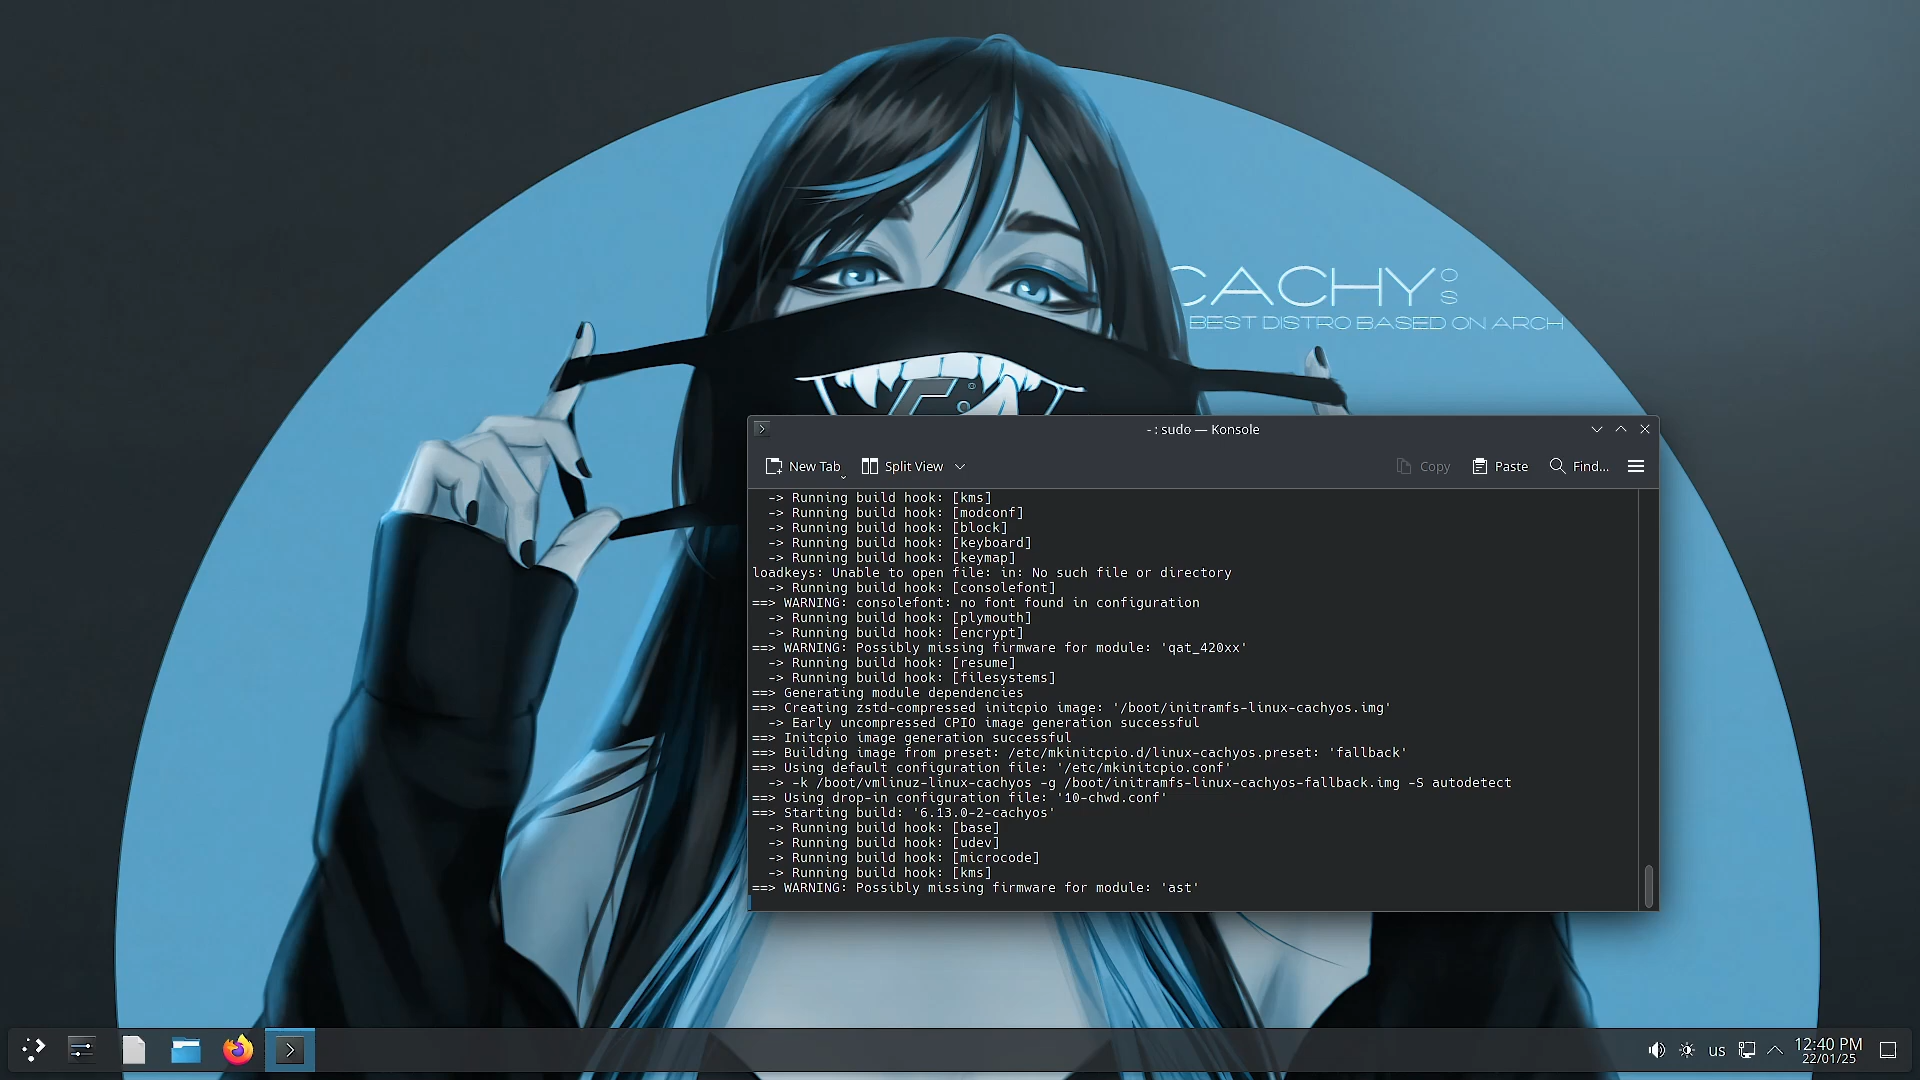 CACHY OS
BEST DISTRO BASED ON ARCH
- : sudo — Konsole
New Tab
Split View
Copy
Paste
Find...
-> Running build hook: [kms]
-> Running build hook: [modconf]
-> Running build hook: [block]
-> Running build hook: [keyboard]
-> Running build hook: [keymap]
loadkeys: Unable to open file: in: No such file or directory
-> Running build hook: [consolefont]
==> WARNING: consolefont: no font found in configuration
-> Running build hook: [plymouth]
-> Running build hook: [encrypt]
==> WARNING: Possibly missing firmware for module: 'qat_420xx'
-> Running build hook: [resume]
-> Running build hook: [filesystems]
==> Generating module dependencies
==> Creating zstd-compressed initcpio image: '/boot/initramfs-linux-cachyos.img'
-> Early uncompressed CPIO image generation successful
==> Initcpio image generation successful
==> Building image from preset: /etc/mkinitcpio.d/linux-cachyos.preset: 'fallback'
==> Using default configuration file: '/etc/mkinitcpio.conf'
-> -k /boot/vmlinuz-linux-cachyos -g /boot/initramfs-linux-cachyos-fallback.img -S autodetect
==> Using drop-in configuration file: '10-chwd.conf'
==> Starting build: '6.13.0-2-cachyos'
-> Running build hook: [base]
-> Running build hook: [udev]
-> Running build hook: [microcode]
-> Running build hook: [kms]
==> WARNING: Possibly missing firmware for module: 'ast'
us
12:40 PM
22/01/25